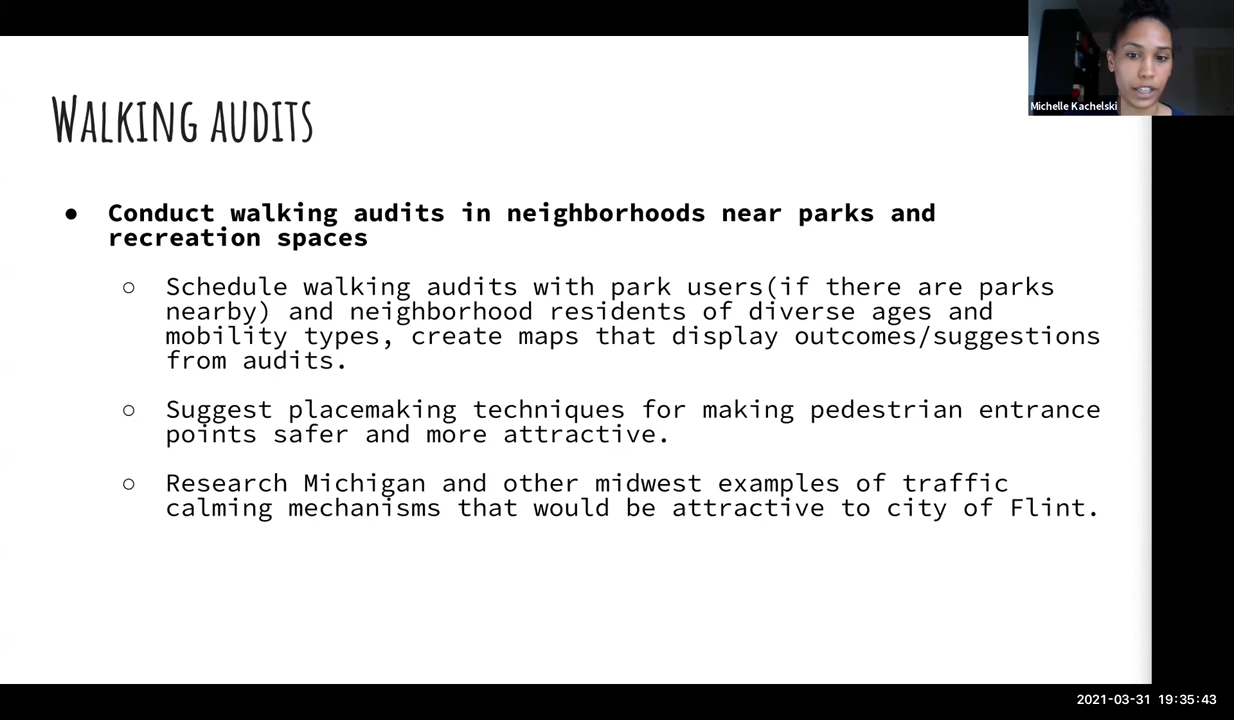 Walking audits
Michelle Kachelski
● Conduct walking audits in neighborhoods near parks and
recreation spaces
○ Schedule walking audits with park users(if there are parks
nearby) and neighborhood residents of diverse ages and
mobility types, create maps that display outcomes/suggestions
from audits.
○ Suggest placemaking techniques for making pedestrian entrance
points safer and more attractive.
○ Research Michigan and other midwest examples of traffic
calming mechanisms that would be attractive to city of Flint.
2021-03-31 19:35:43